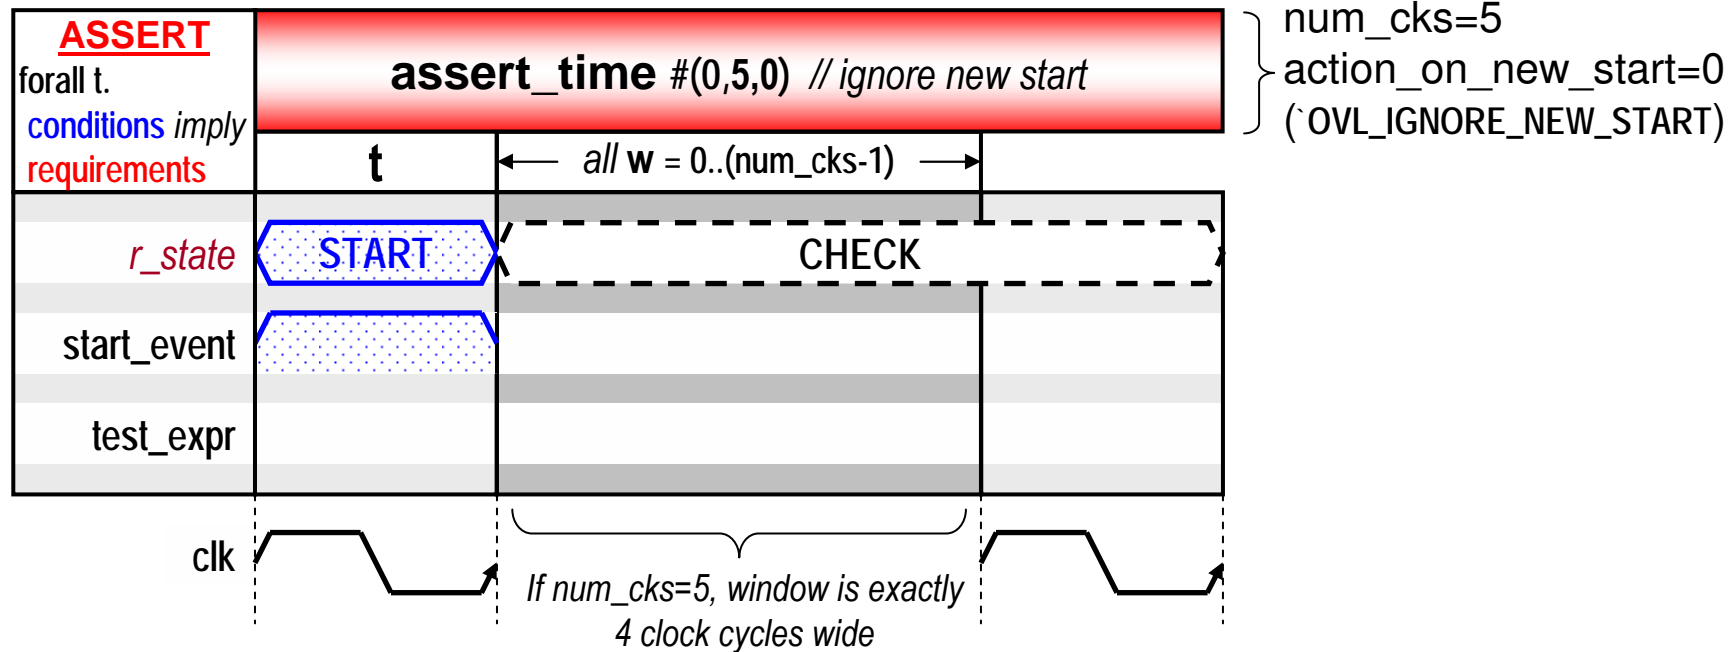 ASSERT
forall t.
conditions imply
requirements
assert_time #(0,5,0) // ignore new start
num_cks=5
action_on_new_start=0
(`OVL_IGNORE_NEW_START)
t
all w = 0..(num_cks-1)
r_state
START
CHECK
start_event
test_expr
clk
If num_cks=5, window is exactly
4 clock cycles wide